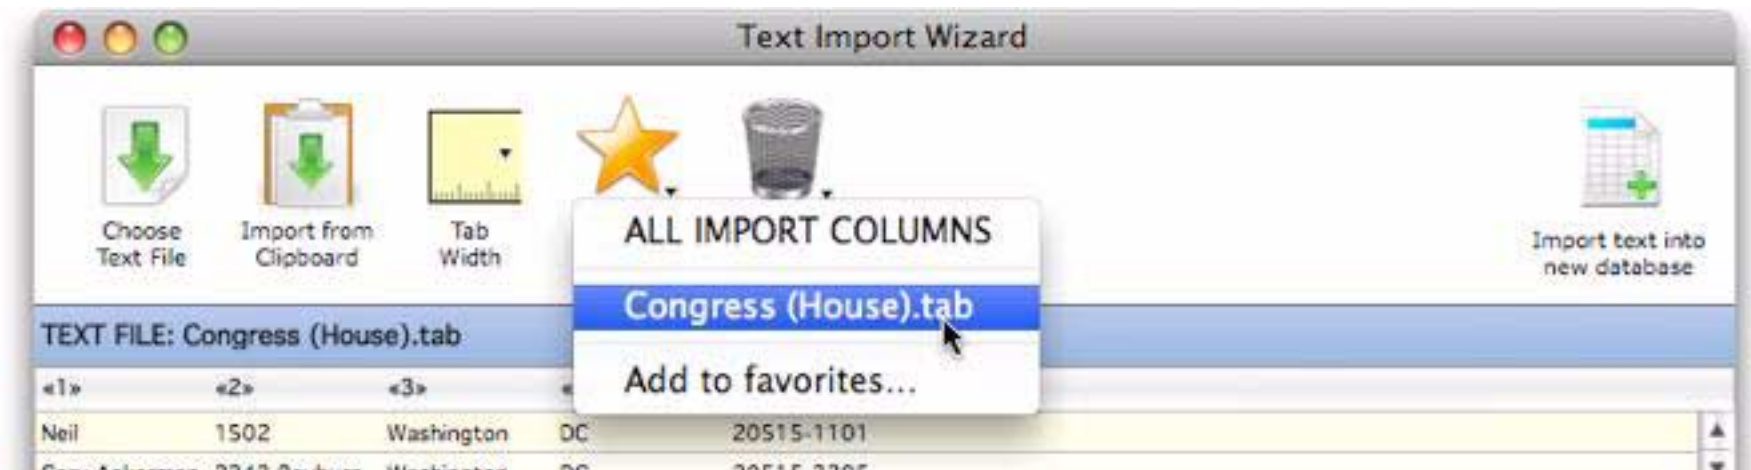 Text Import Wizard
Choose
Text File
Import from
Clipboard
Tab
Width
Import text into
new database
ALL IMPORT COLUMNS
Congress (House).tab
Add to favorites...
TEXT FILE: Congress (House).tab
«1» «2» «3»
Neil 1502 Washington DC 20515-1101
Washington DC